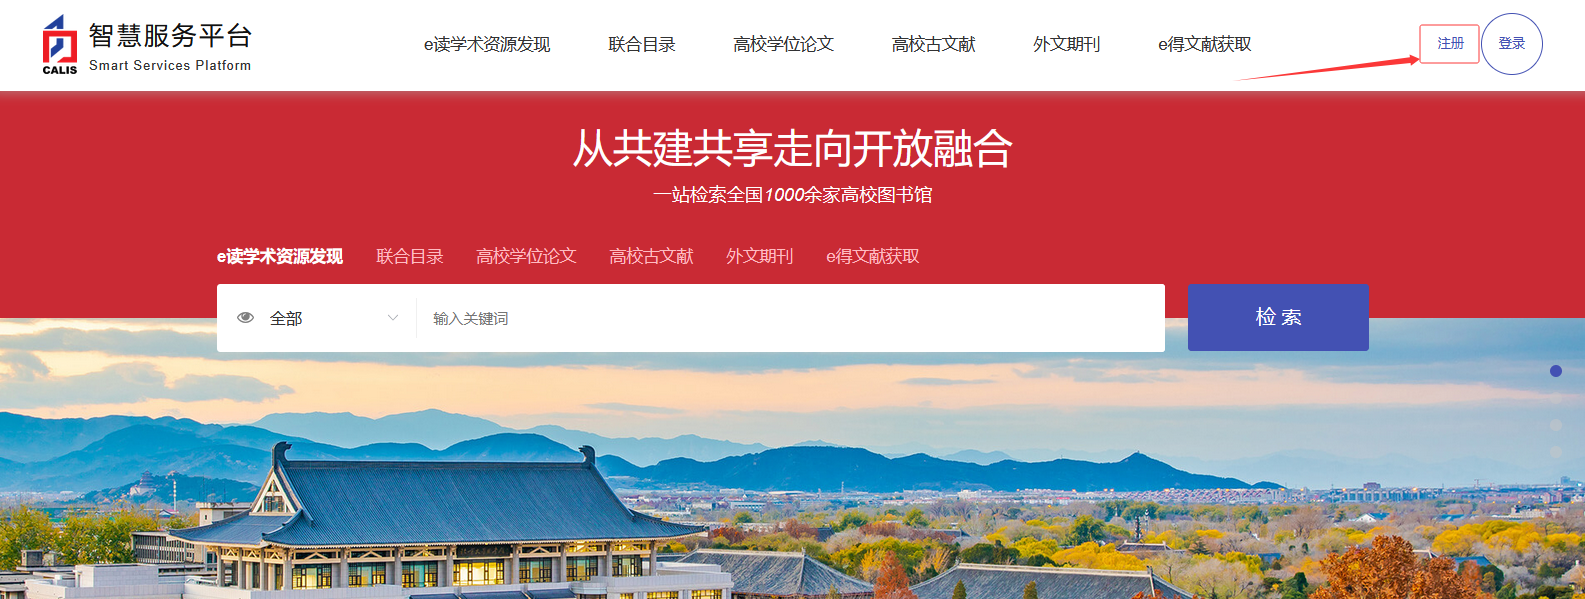 智慧服务平台
Smart Services Platform
CALIS
e读学术资源发现 联合目录 高校学位论文 高校古文献 外文期刊 e得文献获取 注册 登录
从共建共享走向开放融合
一站检索全国1000余家高校图书馆
e读学术资源发现 联合目录 高校学位论文 高校古文献 外文期刊 e得文献获取
全部 输入关键词 检索